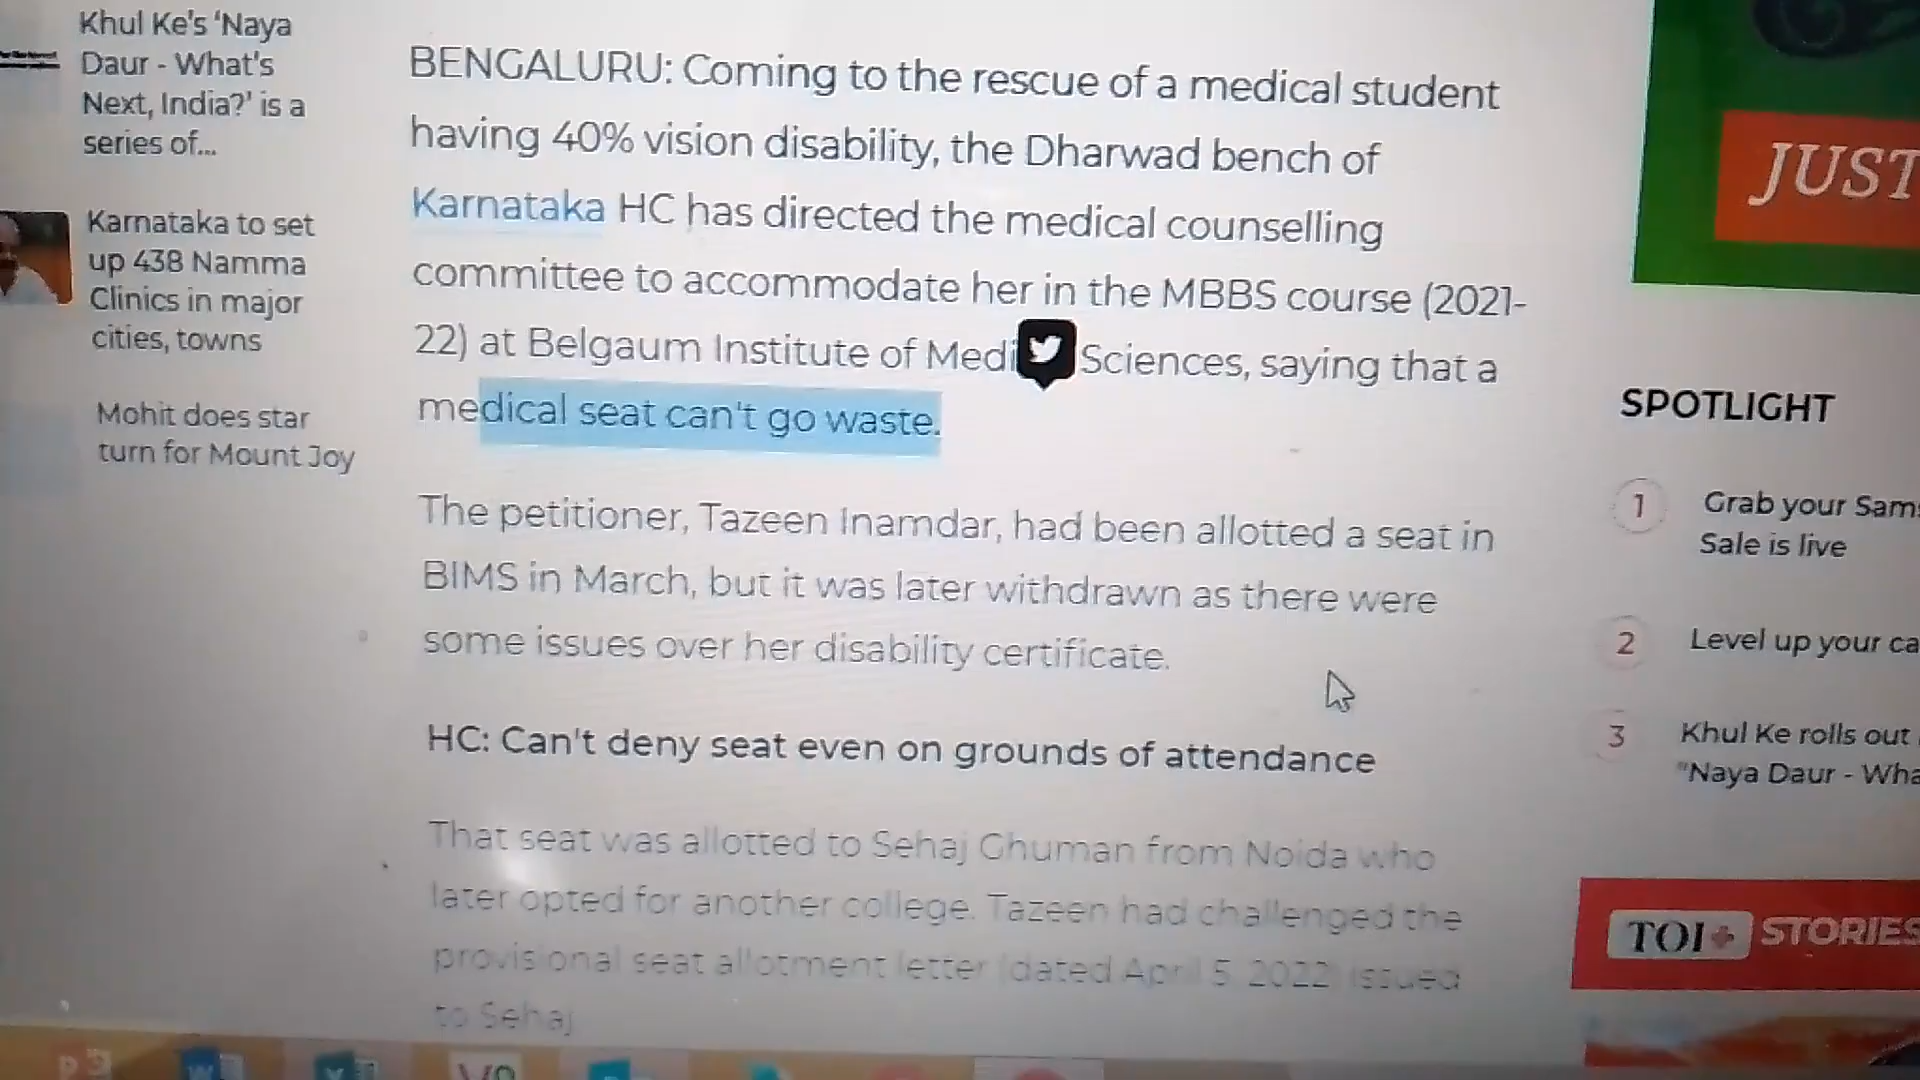 Khul Ke's 'Naya
Daur - What's
Next, India?' is a
series of...
Karnataka to set
up 438 Namma
Clinics in major
cities, towns
Mohit does star
turn for Mount Joy
BENGALURU: Coming to the rescue of a medical student
having 40% vision disability, the Dharwad bench of
Karnataka HC has directed the medical counselling
committee to accommodate her in the MBBS course (2021-
22) at Belgaum Institute of Medi Sciences, saying that a
medical seat can't go waste.
The petitioner, Tazeen Inamdar, had been allotted a seat in
BIMS in March, but it was later withdrawn as there were
some issues over her disability certificate.
HC: Can't deny seat even on grounds of attendance
That seat was allotted to Sehaj Ghuman from Noida who
later opted for another college. Tazeen had challenged the
provisional seat allotment letter (dated April 5, 2022) issued
to Sehaj
JUST
SPOTLIGHT
1 Grab your Sams
Sale is live
2 Level up your ca
3 Khul Ke rolls out
"Naya Daur - Wha
TOI+ STORIES